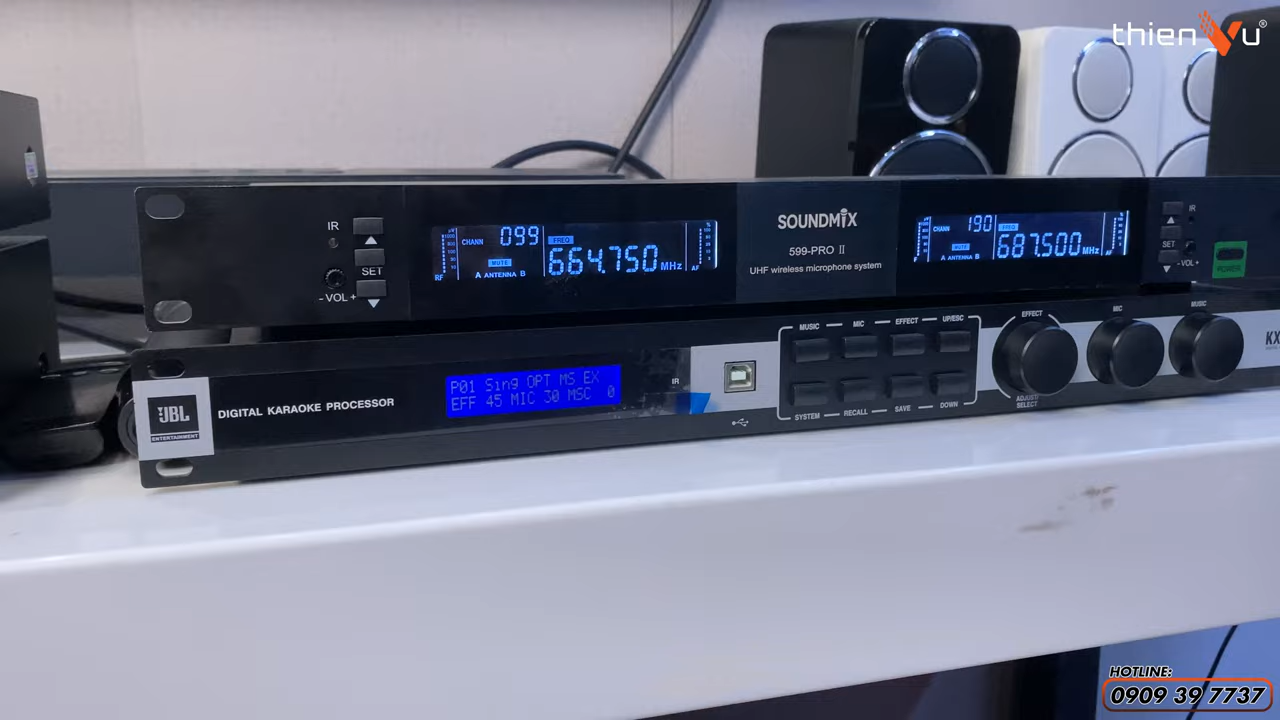 thienVu®
SOUNDMIX
599-PRO II
UHF wireless microphone system
IR
SET
- VOL +
CHANN 099
FREQ
664.750 MHz
MUTE
A ANTENNA B
RF
AF
CHANN 190
FREQ
687.500 MHz
MUTE
IR
SET
- VOL +
POWER
JBL
ENTERTAINMENT
DIGITAL KARAOKE PROCESSOR
P01 Sing OPT MS EX
EFF 45 MIC 30 MSC 0
IR
MUSIC MIC EFFECT UP/ESC
SYSTEM RECALL SAVE DOWN
EFFECT
ADJUST/
SELECT
MIC
MUSIC
KX
HOTLINE:
0909 39 7737